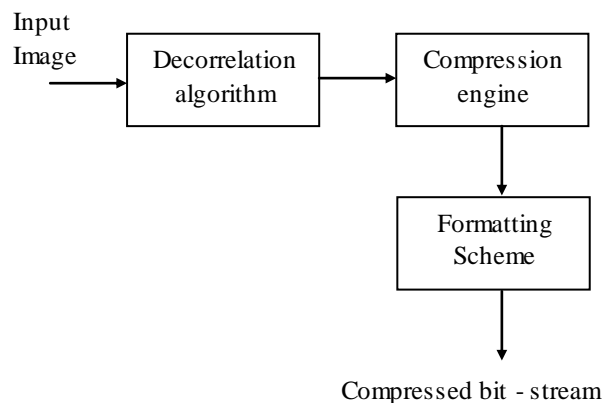 Input
Image
Decorrelation
algorithm
Compression
engine
Formatting
Scheme
Compressed bit - stream